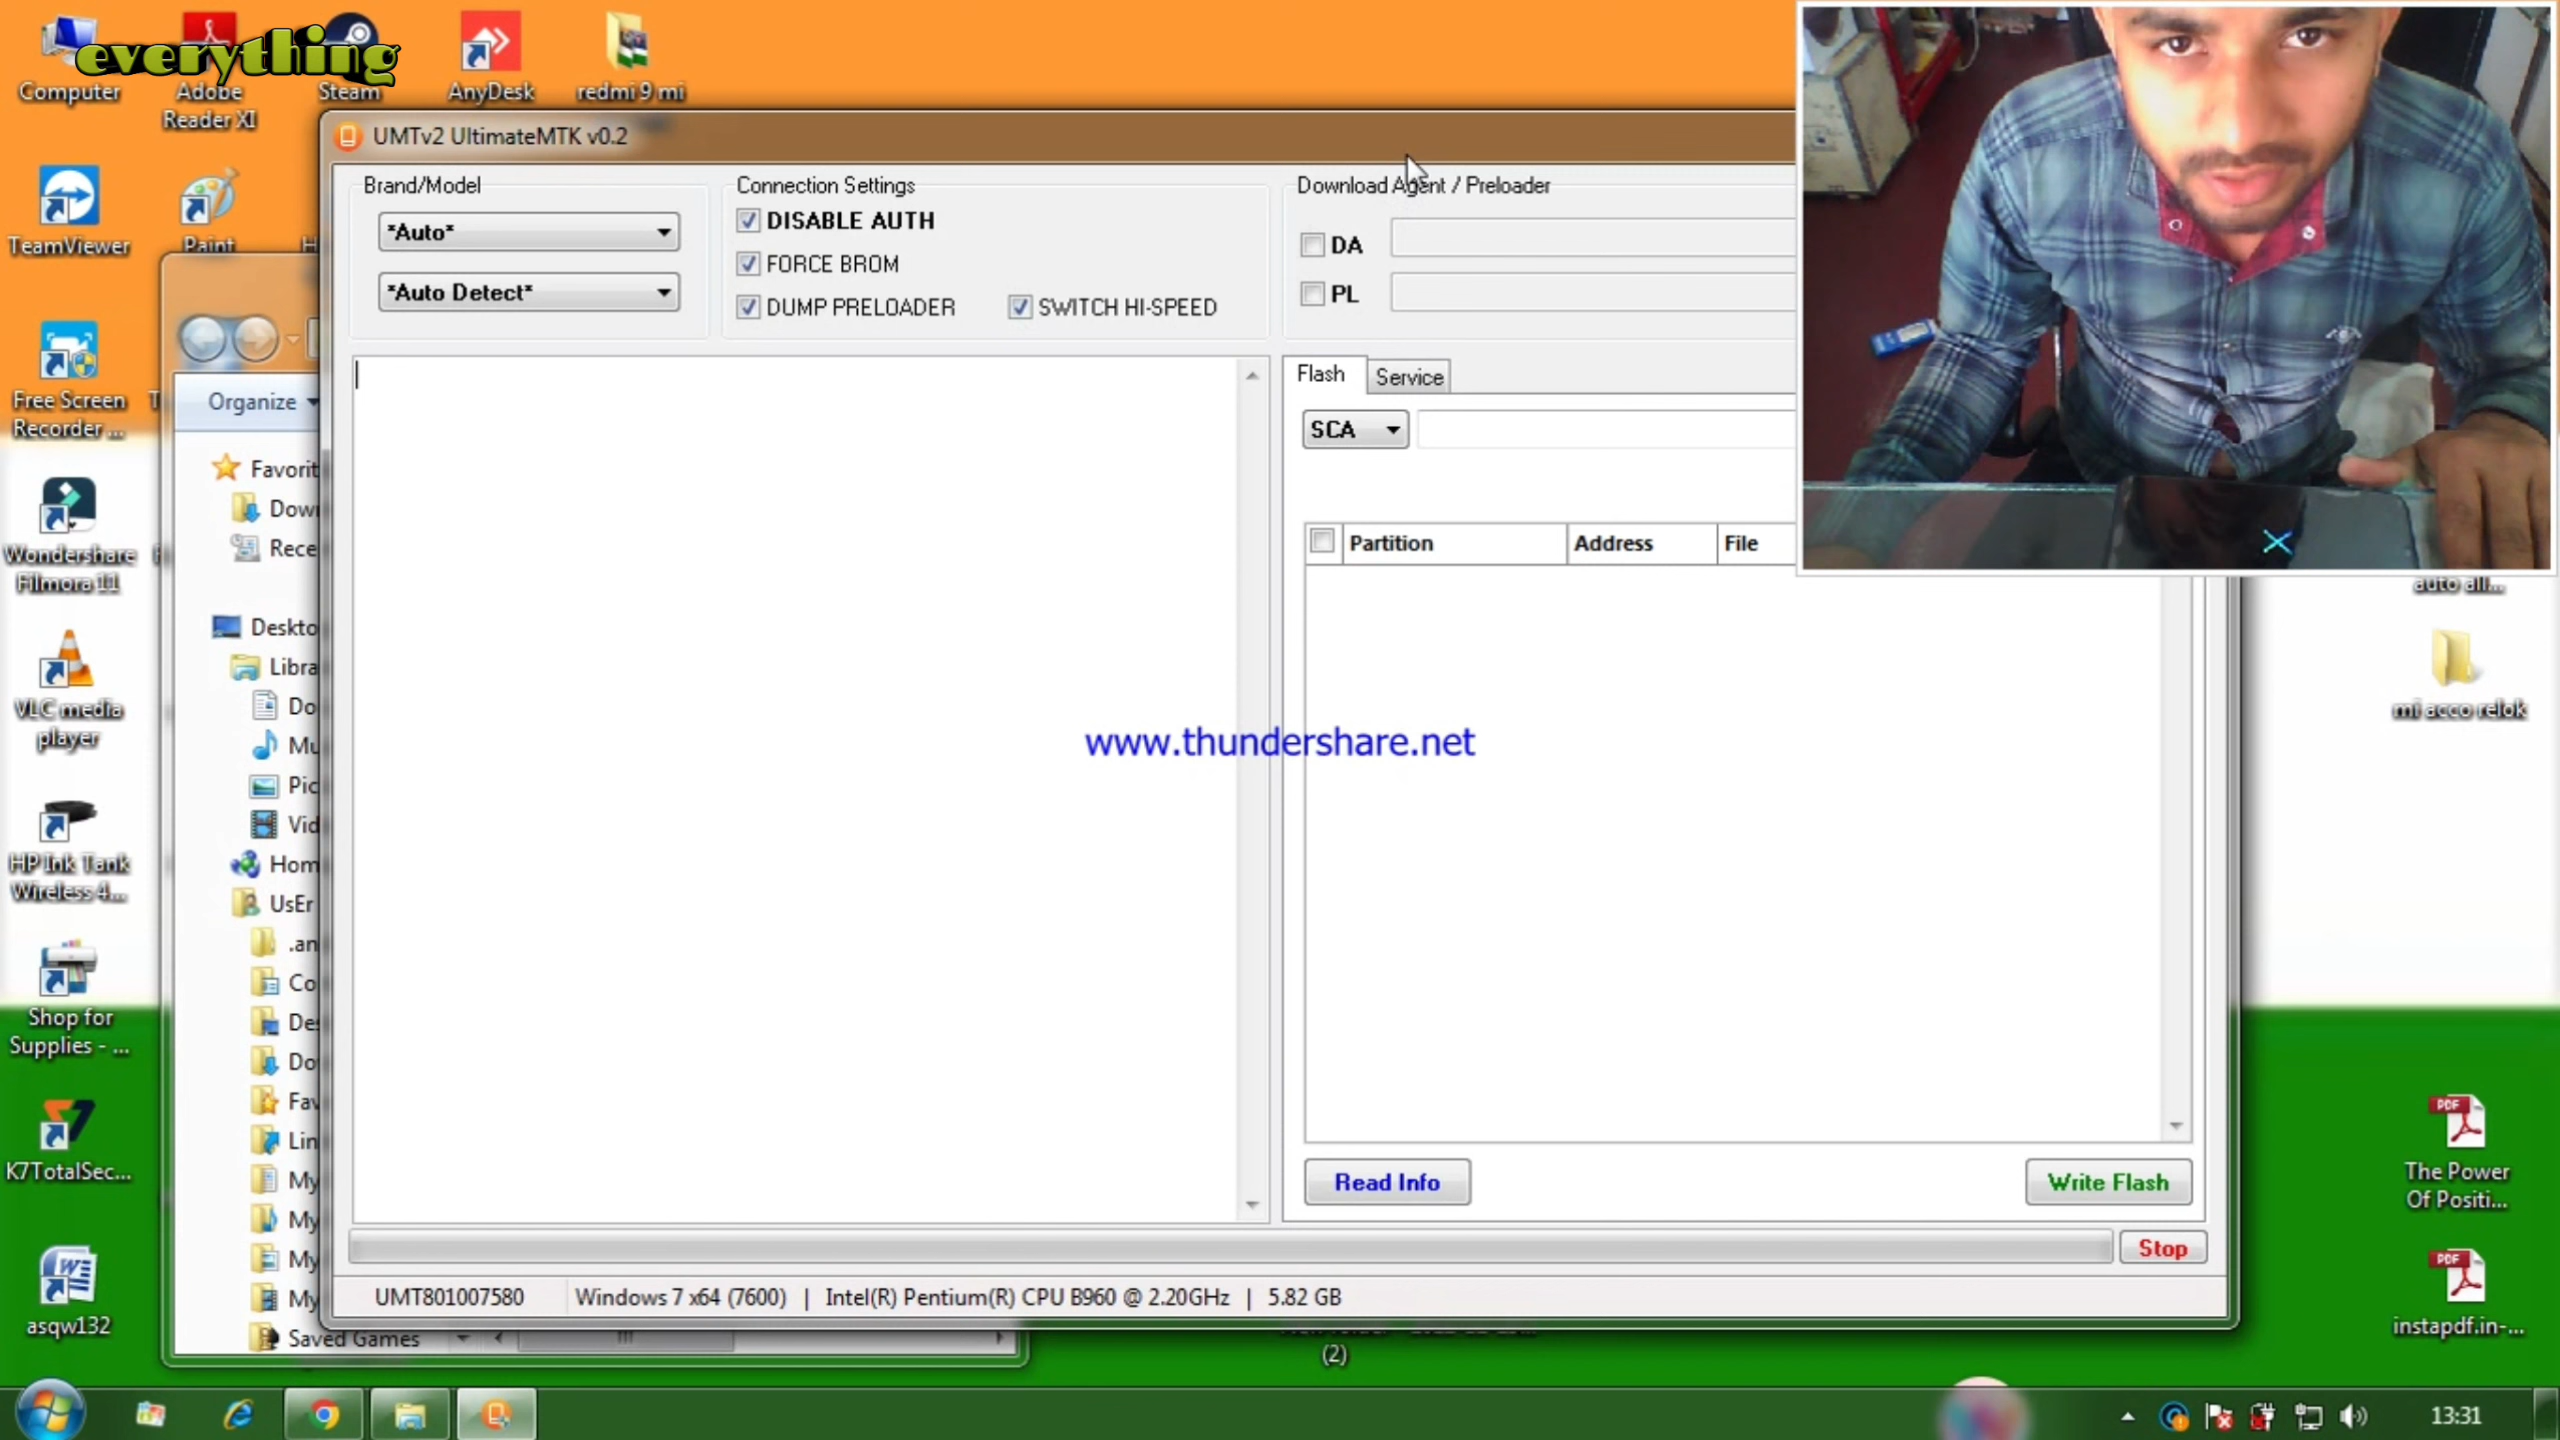 everything
Computer
Adobe
Reader XI
Steam
AnyDesk
redmi 9 mi
TeamViewer
Paint
Free Screen
Recorder ...
Wondershare
Filmora 11
VLC media
player
HP Ink Tank
Wireless 4...
Shop for
Supplies - ...
K7TotalSec...
asqw132
Organize
Favorit
Down
Rece
Deskto
Libra
Do
Mu
Pic
Vid
Hom
UsEr
.an
Co
Des
Do
Fav
Lin
My
My
My
My
Saved Games
UMTv2 UltimateMTK v0.2
Brand/Model
*Auto*
*Auto Detect*
Connection Settings
DISABLE AUTH
FORCE BROM
DUMP PRELOADER
SWITCH HI-SPEED
Download Agent / Preloader
DA
PL
Flash
Service
SCA
Partition
Address
File
www.thundershare.net
Read Info
Write Flash
Stop
UMT801007580
Windows 7 x64 (7600) | Intel(R) Pentium(R) CPU B960 @ 2.20GHz | 5.82 GB
(2)
auto all...
mi acco relok
PDF
The Power
Of Positi...
PDF
instapdf.in-...
13:31